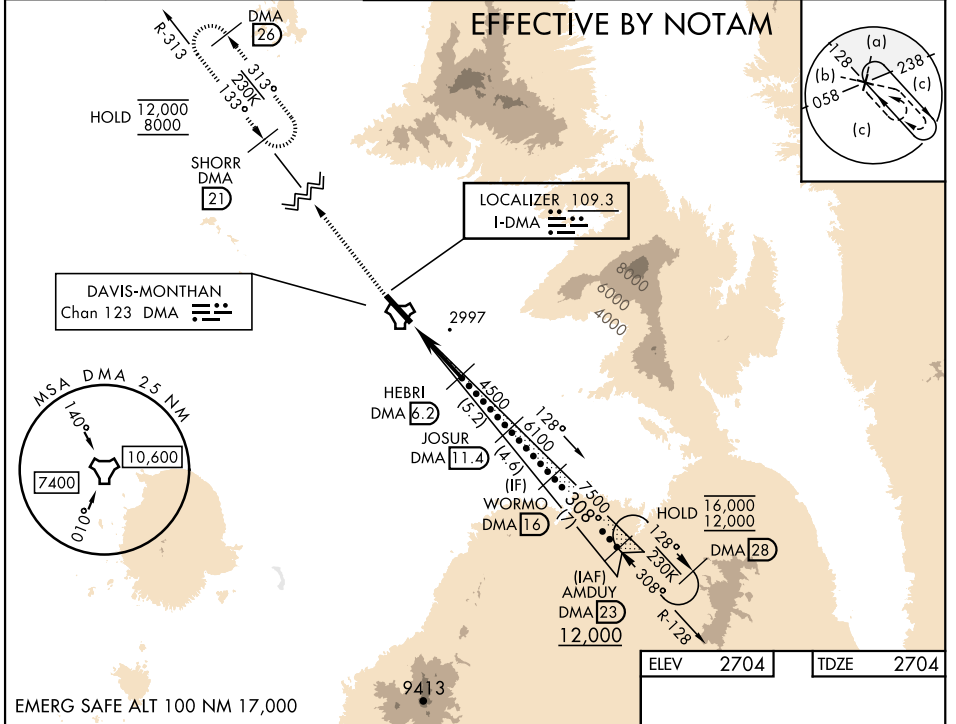 EFFECTIVE BY NOTAM
R-313
DMA
26
313°
230K
133°
HOLD 12,000
8000
SHORR
DMA
21
(a)
128
238
(b)
(c)
058
(c)
LOCALIZER 109.3
I-DMA
DAVIS-MONTHAN
Chan 123 DMA
8000
6000
4000
2997
MSA DMA 25 NM
140°
10,600
7400
010°
HEBRI
DMA 6.2
4500
(5.2)
128°
6100
JOSUR
DMA 11.4
(4.6)
(IF)
WORMO
DMA 16
7500
308°
(7)
HOLD 16,000
12,000
128°
230K
DMA 28
308°
R-128
(IAF)
AMDUY
DMA 23
12,000
ELEV 2704
TDZE 2704
9413
EMERG SAFE ALT 100 NM 17,000